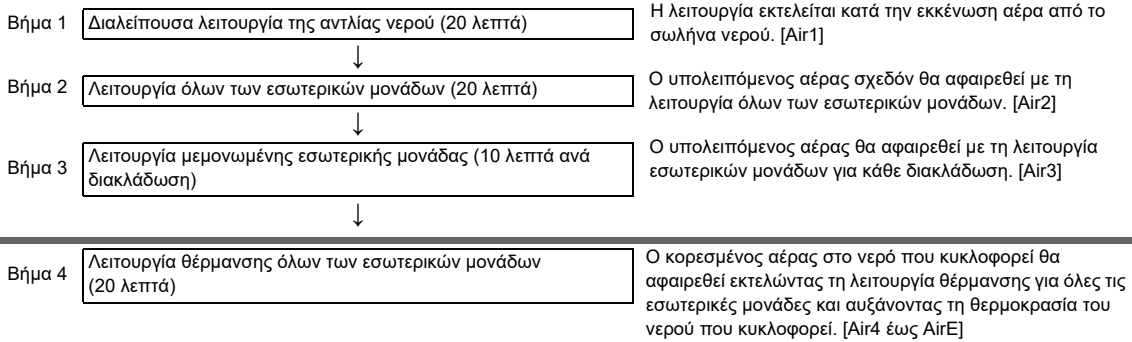 Βήμα 1 Διαλείπουσα λειτουργία της αντλίας νερού (20 λεπτά)
Η λειτουργία εκτελείται κατά την εκκένωση αέρα από το
σωλήνα νερού. [Air1]
↓
Βήμα 2 Λειτουργία όλων των εσωτερικών μονάδων (20 λεπτά)
Ο υπολειπόμενος αέρας σχεδόν θα αφαιρεθεί με τη
λειτουργία όλων των εσωτερικών μονάδων. [Air2]
↓
Βήμα 3
Λειτουργία μεμονωμένης εσωτερικής μονάδας (10 λεπτά ανά
διακλάδωση)
Ο υπολειπόμενος αέρας θα αφαιρεθεί με τη λειτουργία
εσωτερικών μονάδων για κάθε διακλάδωση. [Air3]
↓
Βήμα 4
Λειτουργία θέρμανσης όλων των εσωτερικών μονάδων
(20 λεπτά)
Ο κορεσμένος αέρας στο νερό που κυκλοφορεί θα
αφαιρεθεί εκτελώντας τη λειτουργία θέρμανσης για όλες τις
εσωτερικές μονάδες και αυξάνοντας τη θερμοκρασία του
νερού που κυκλοφορεί. [Air4 έως AirE]